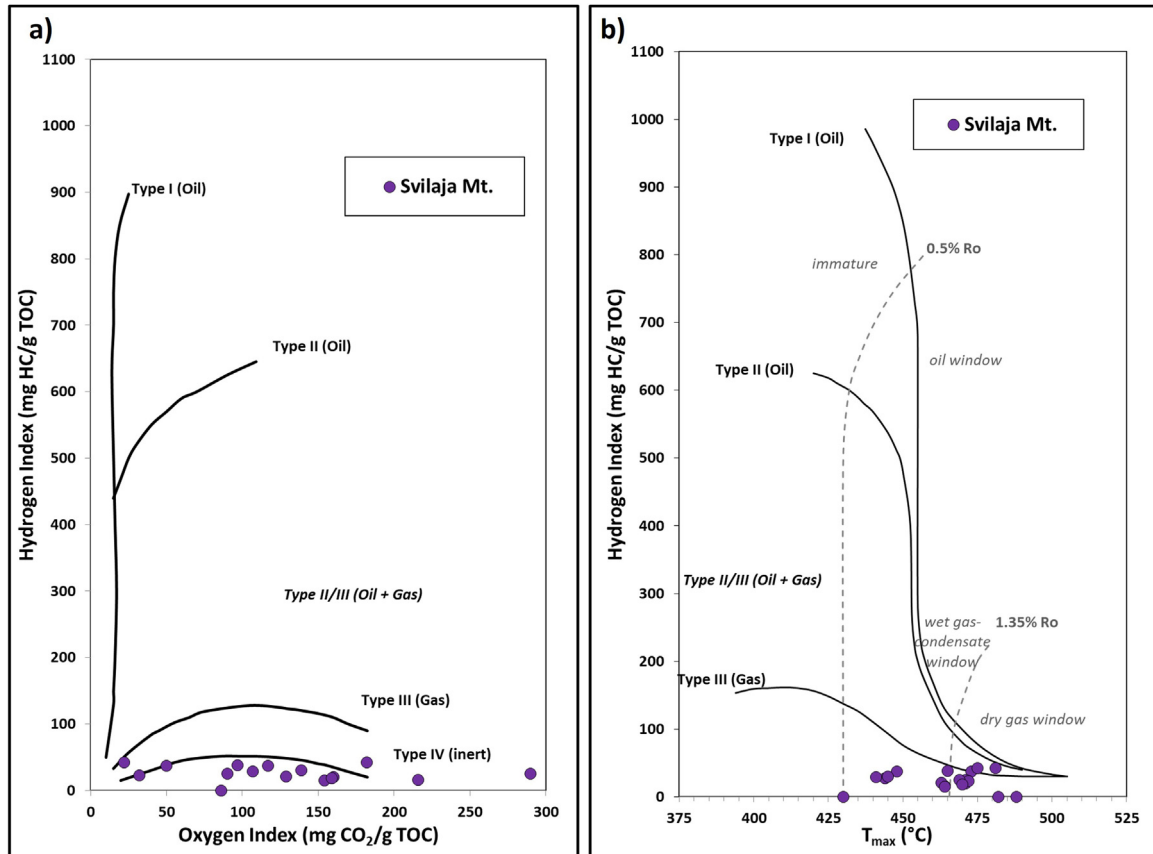 a)
1100
1000
900
800
700
600
500
400
300
200
100
0
Hydrogen Index (mg HC/g TOC)
Svilaja Mt.
Type I (Oil)
Type II (Oil)
Type II/III (Oil + Gas)
Type III (Gas)
Type IV (inert)
0 50 100 150 200 250 300
Oxygen Index (mg CO₂/g TOC)
b)
1100
1000
900
800
700
600
500
400
300
200
100
0
Hydrogen Index (mg HC/g TOC)
Svilaja Mt.
Type I (Oil)
0.5% Ro
immature
oil window
Type II (Oil)
Type II/III (Oil + Gas)
wet gas-
condensate
window
1.35% Ro
Type III (Gas)
dry gas window
375 400 425 450 475 500 525
Tmax (°C)